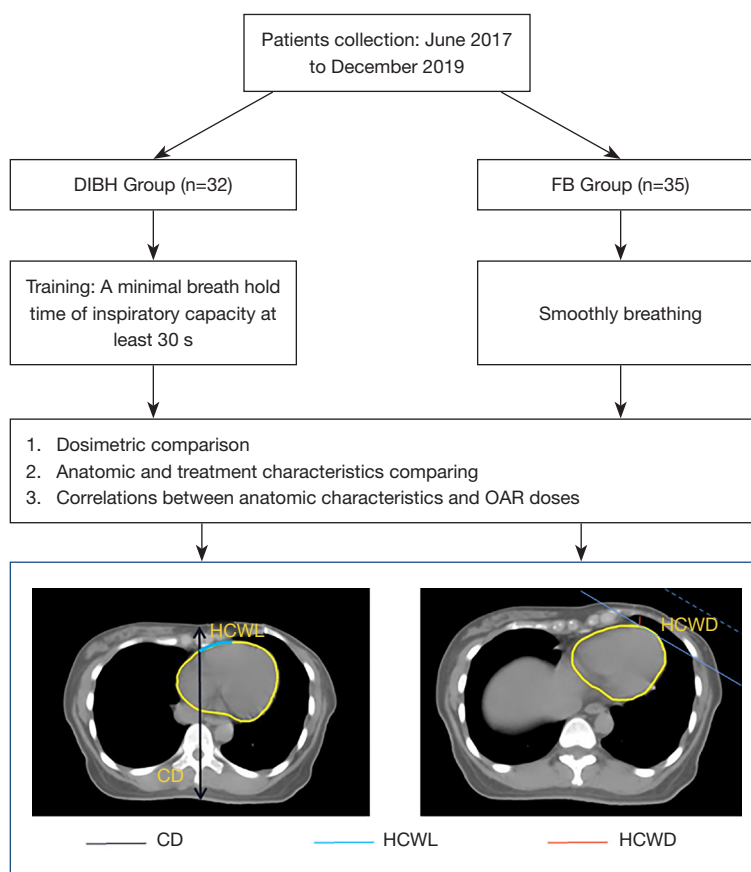 Patients collection: June 2017
to December 2019
DIBH Group (n=32)
FB Group (n=35)
Training: A minimal breath hold
time of inspiratory capacity at
least 30 s
Smoothly breathing
1. Dosimetric comparison
2. Anatomic and treatment characteristics comparing
3. Correlations between anatomic characteristics and OAR doses
HCWL
CD
HCWD
CD
HCWL
HCWD